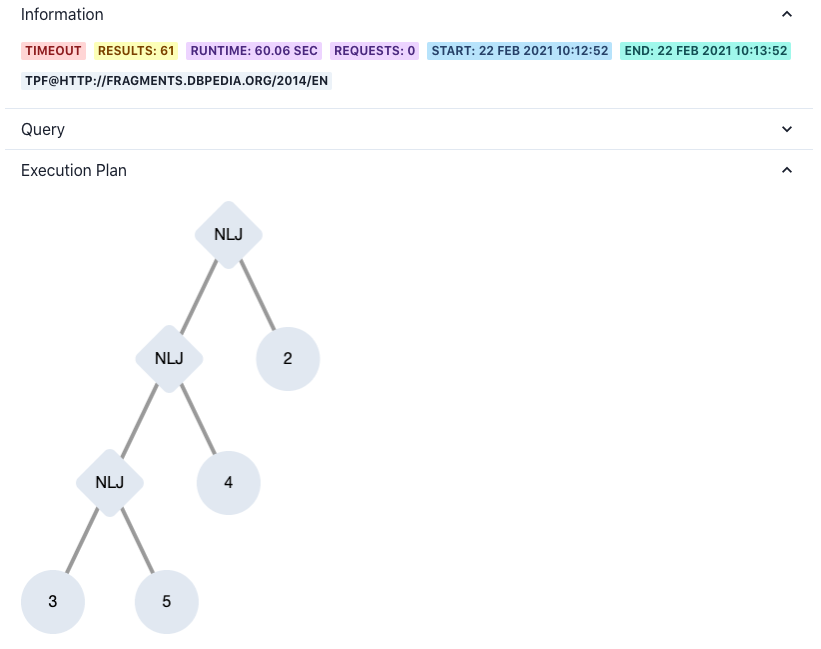 Information
TIMEOUT RESULTS: 61 RUNTIME: 60.06 SEC REQUESTS: 0 START: 22 FEB 2021 10:12:52 END: 22 FEB 2021 10:13:52
TPF@HTTP://FRAGMENTS.DBPEDIA.ORG/2014/EN
Query
Execution Plan
NLJ
NLJ 2
NLJ 4
3 5